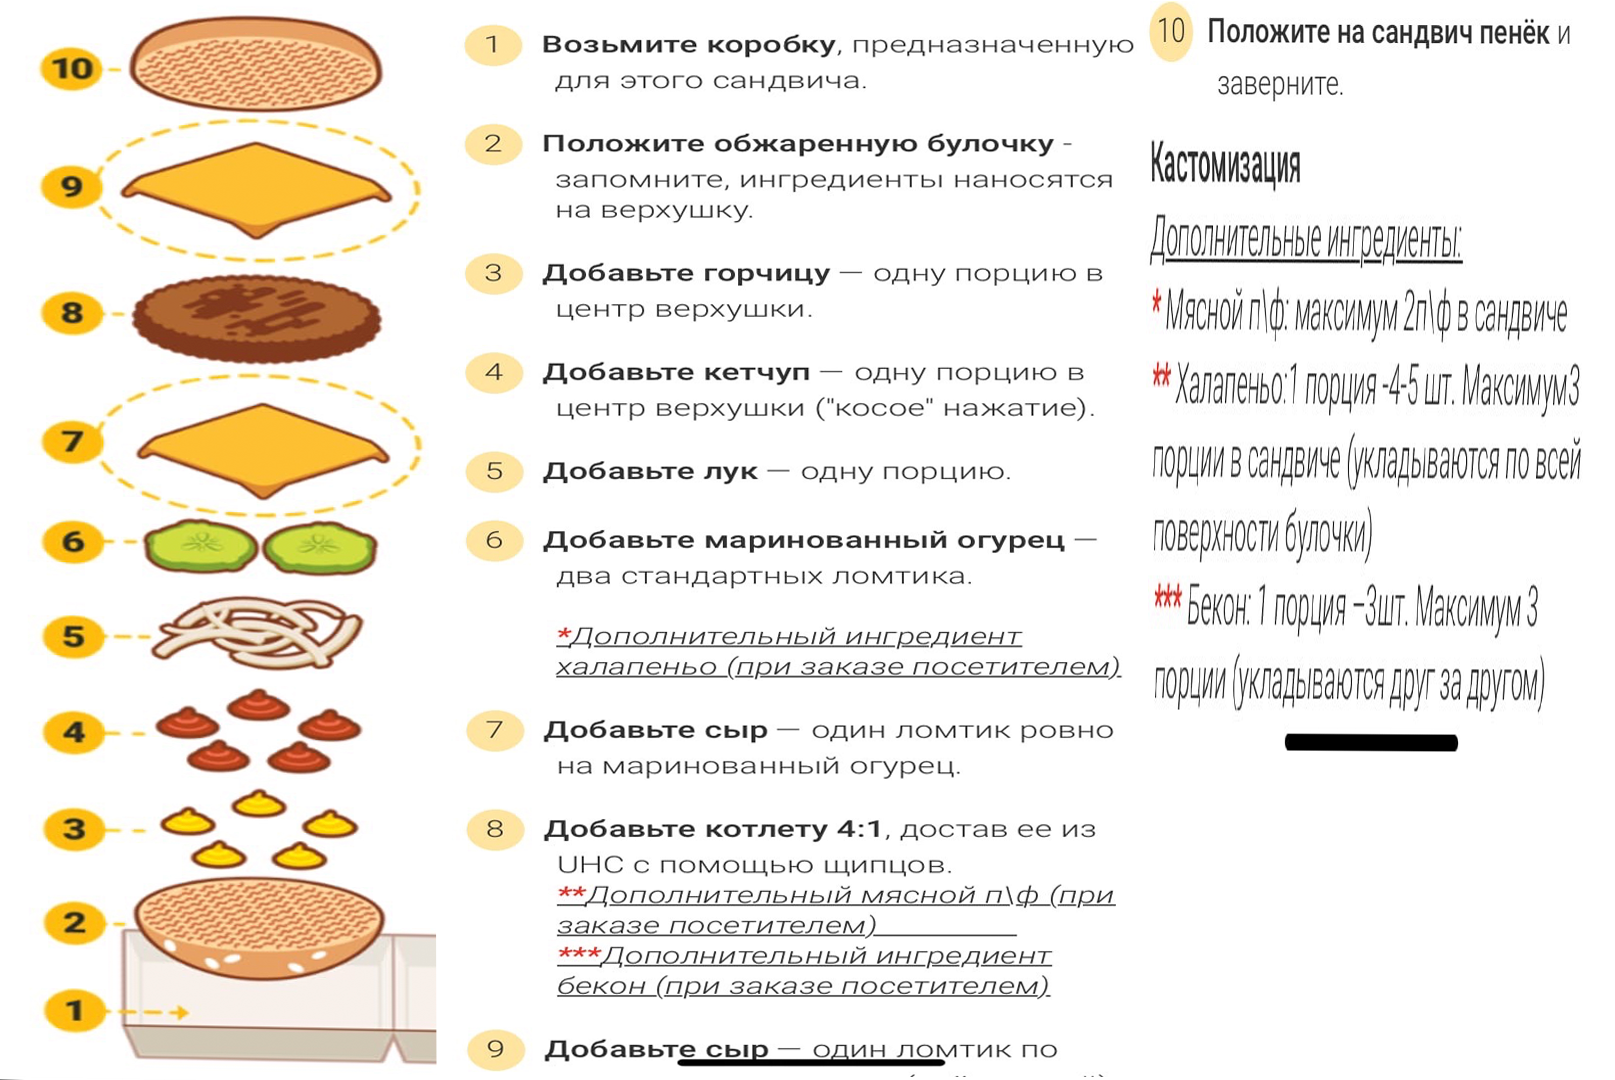 10
9
8
7
6
5
4
3
2
1
1 Возьмите коробку, предназначенную
для этого сандвича.
2 Положите обжаренную булочку -
запомните, ингредиенты наносятся
на верхушку.
3 Добавьте горчицу — одну порцию в
центр верхушки.
4 Добавьте кетчуп — одну порцию в
центр верхушки ("косое" нажатие).
5 Добавьте лук — одну порцию.
6 Добавьте маринованный огурец —
два стандартных ломтика.
*Дополнительный ингредиент
халапеньо (при заказе посетителем)
7 Добавьте сыр — один ломтик ровно
на маринованный огурец.
8 Добавьте котлету 4:1, достав ее из
UHC с помощью щипцов.
**Дополнительный мясной п\ф (при
заказе посетителем)
***Дополнительный ингредиент
бекон (при заказе посетителем)
9 Добавьте сыр — один ломтик по
10 Положите на сандвич пенёк и
заверните.
Кастомизация
Дополнительные ингредиенты:
* Мясной п\ф: максимум 2п\ф в сандвиче
** Халапеньо:1 порция -4-5 шт. Максимум3
порции в сандвиче (укладываются по всей
поверхности булочки)
*** Бекон: 1 порция –3шт. Максимум 3
порции (укладываются друг за другом)